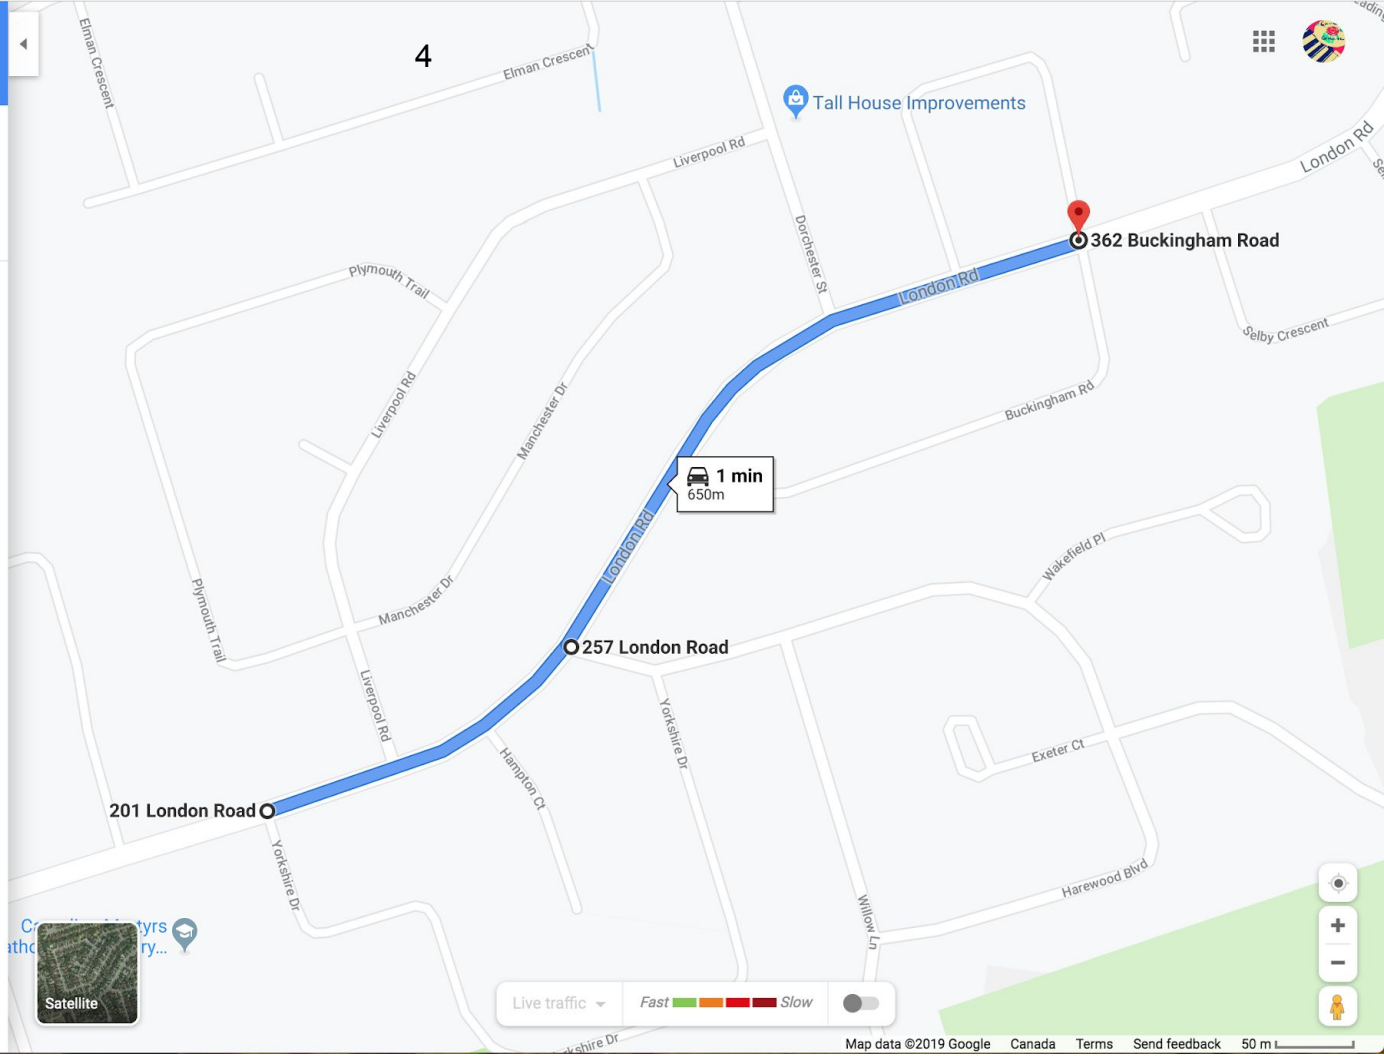 4
Elman Crescent
Elman Crescent
Tall House Improvements
Liverpool Rd
London Rd
Dorchester St
362 Buckingham Road
Plymouth Trail
London Rd
Selby Crescent
Liverpool Rd
Manchester Dr
Buckingham Rd
1 min
650m
London Rd
Wakefield Pl
Plymouth Trail
Manchester Dr
257 London Road
Liverpool Rd
Yorkshire Dr
Hampton Ct
Exeter Ct
201 London Road
Yorkshire Dr
Harewood Blvd
Willow Ln
Satellite
Live traffic
Fast
Slow
Map data ©2019 Google
Canada
Terms
Send feedback
50 m